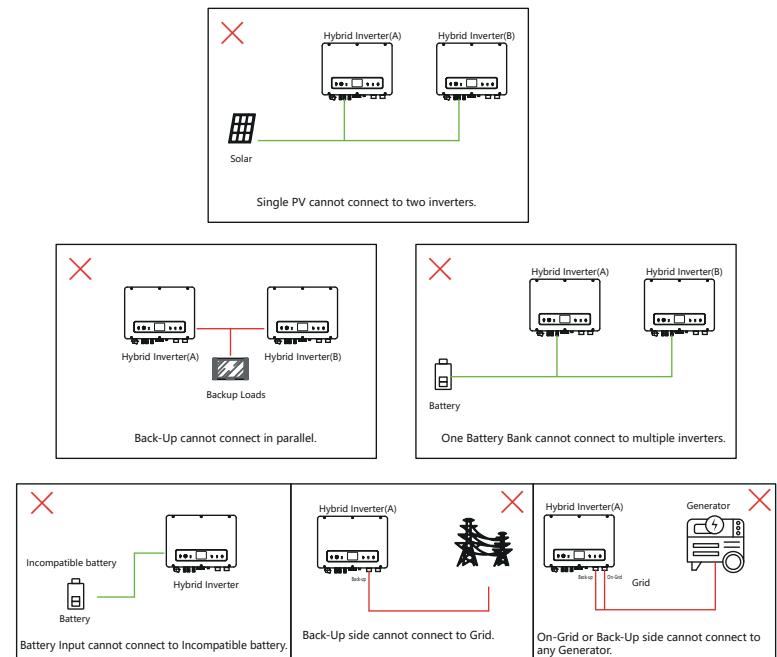 Hybrid Inverter(A)
Hybrid Inverter(B)
Solar
Single PV cannot connect to two inverters.
Hybrid Inverter(A)
Hybrid Inverter(B)
Backup Loads
Back-Up cannot connect in parallel.
Hybrid Inverter(A)
Hybrid Inverter(B)
Battery
One Battery Bank cannot connect to multiple inverters.
Incompatible battery
Hybrid Inverter
Battery
Battery Input cannot connect to Incompatible battery.
Hybrid Inverter(A)
Back-up
Back-Up side cannot connect to Grid.
Hybrid Inverter(A)
Generator
Back-up
On-Grid
Grid
On-Grid or Back-Up side cannot connect to
any Generator.